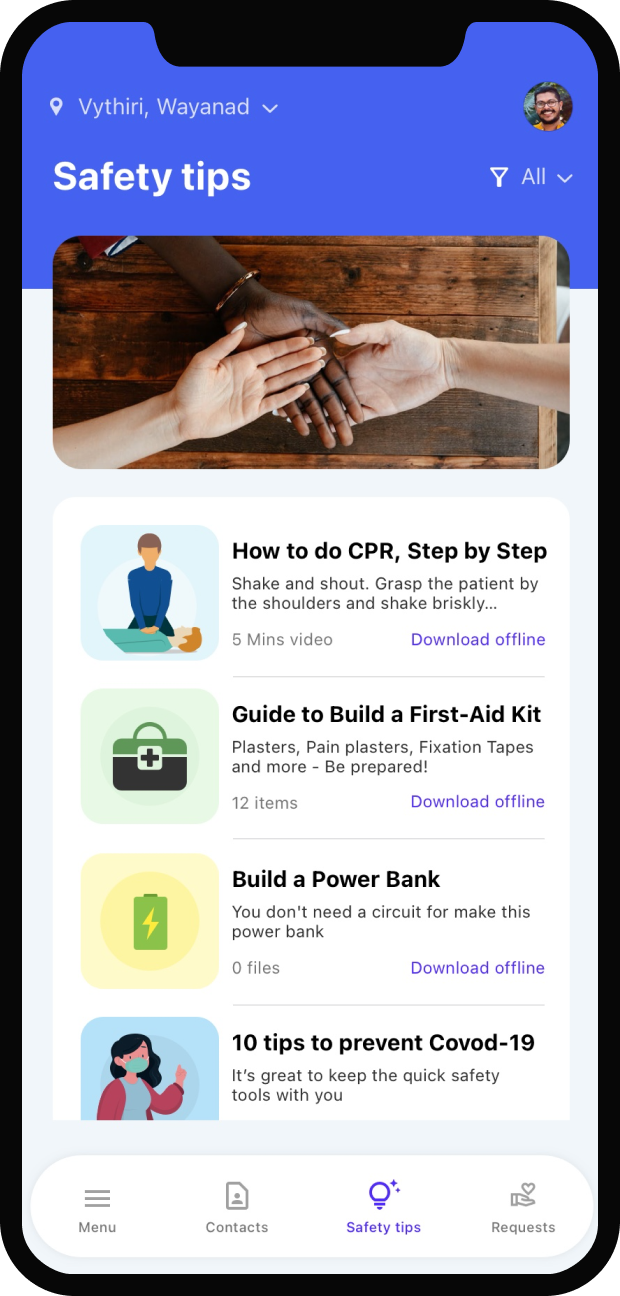 Vythiri, Wayanad
Safety tips
All
How to do CPR, Step by Step
Shake and shout. Grasp the patient by
the shoulders and shake briskly...
5 Mins video
Download offline
Guide to Build a First-Aid Kit
Plasters, Pain plasters, Fixation Tapes
and more - Be prepared!
12 items
Download offline
Build a Power Bank
You don't need a circuit for make this
power bank
0 files
Download offline
10 tips to prevent Covod-19
It’s great to keep the quick safety
tools with you
Menu
Contacts
Safety tips
Requests